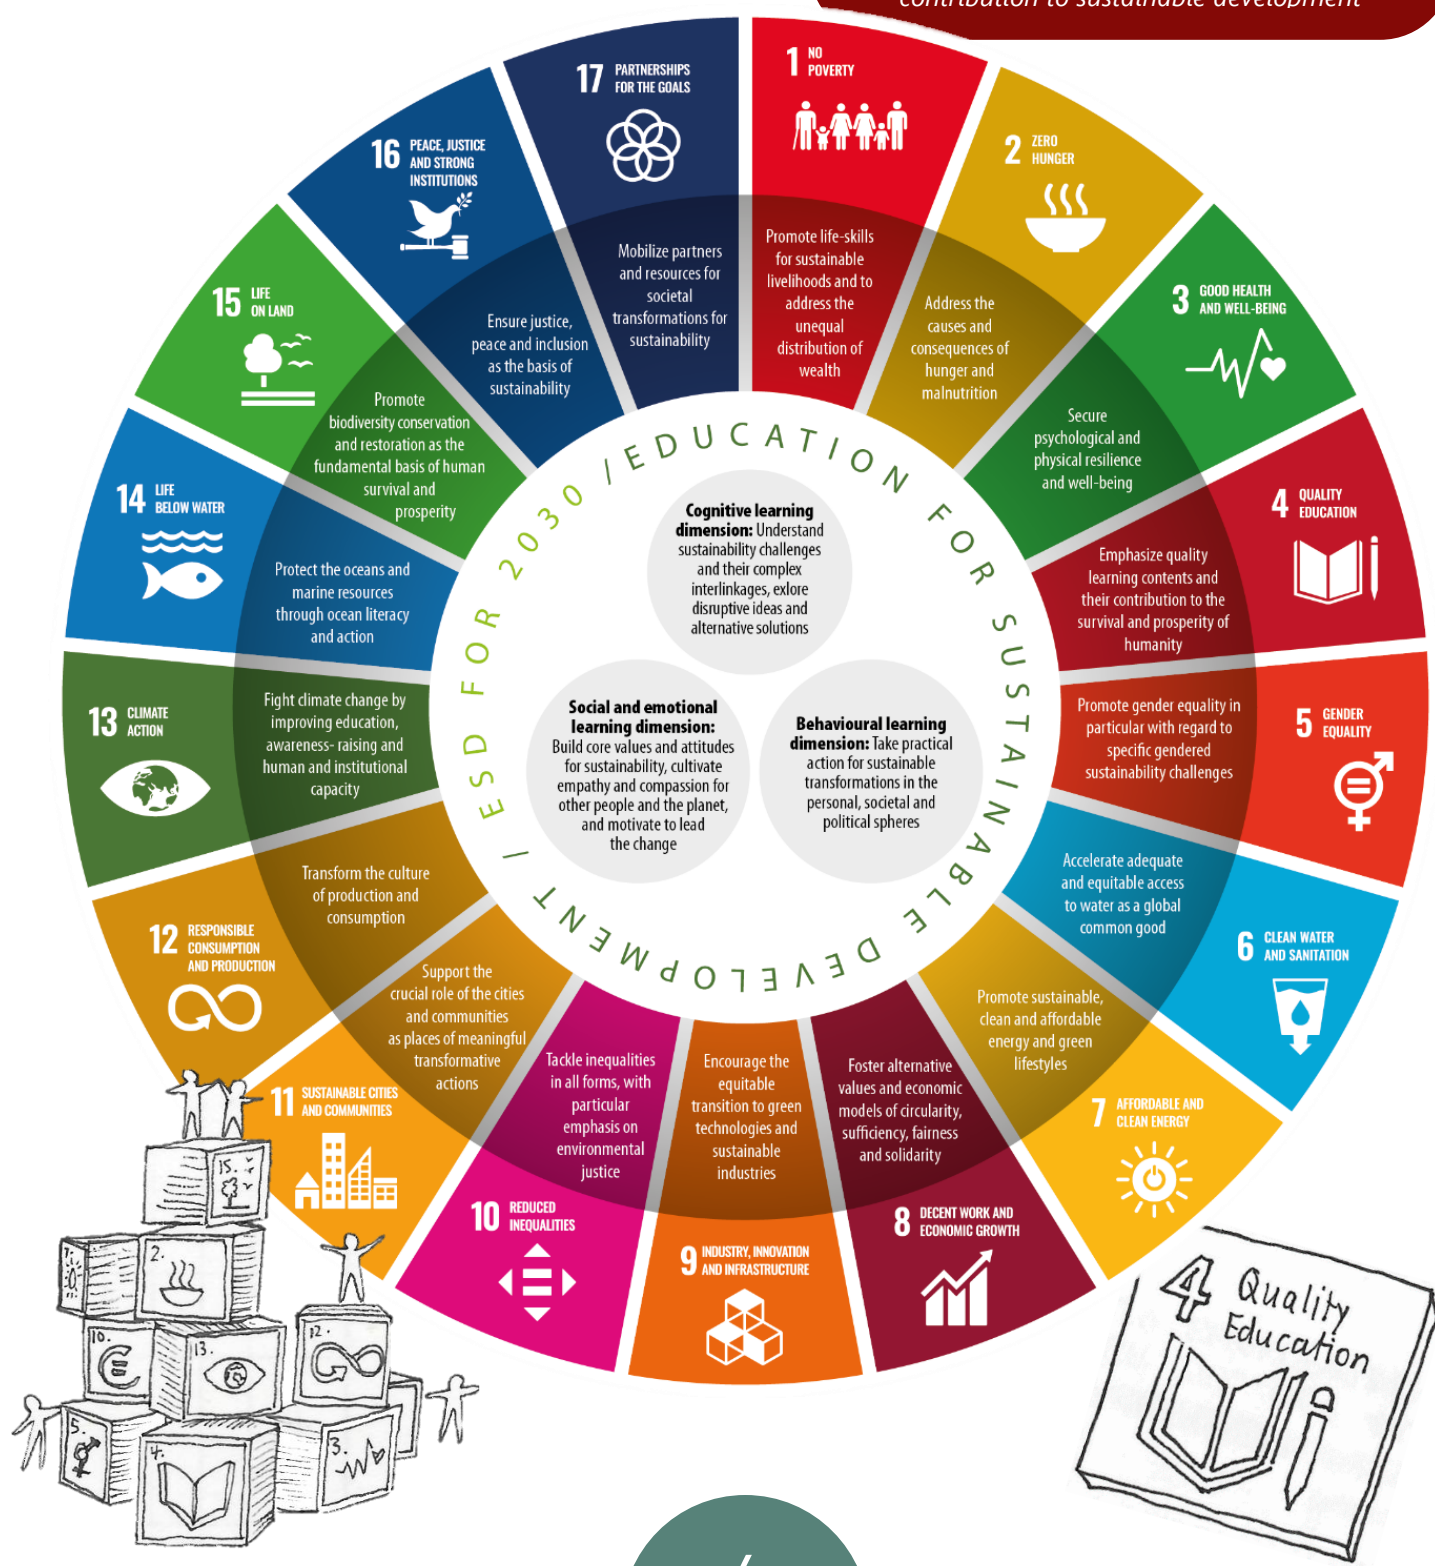 contribution to sustainable development
1 NO
POVERTY
Promote life-skills
for sustainable
livelihoods and to
address the
unequal
distribution of
wealth
2 ZERO
HUNGER
Address the
causes and
consequences of
hunger and
malnutrition
3 GOOD HEALTH
AND WELL-BEING
Secure
psychological and
physical resilience
and well-being
4 QUALITY
EDUCATION
Emphasize quality
learning contents and
their contribution to the
survival and prosperity of
humanity
5 GENDER
EQUALITY
Promote gender equality in
particular with regard to
specific gendered
sustainability challenges
6 CLEAN WATER
AND SANITATION
Accelerate adequate
and equitable access
to water as a global
common good
7 AFFORDABLE AND
CLEAN ENERGY
Promote sustainable,
clean and affordable
energy and green
lifestyles
8 DECENT WORK AND
ECONOMIC GROWTH
Foster alternative
values and economic
models of circularity,
sufficiency, fairness
and solidarity
9 INDUSTRY, INNOVATION
AND INFRASTRUCTURE
Encourage the
equitable
transition to green
technologies and
sustainable
industries
10 REDUCED
INEQUALITIES
Tackle inequalities
in all forms, with
particular
emphasis on
environmental
justice
11 SUSTAINABLE CITIES
AND COMMUNITIES
Support the
crucial role of the cities
and communities
as places of meaningful
transformative
actions
12 RESPONSIBLE
CONSUMPTION
AND PRODUCTION
Transform the culture
of production and
consumption
13 CLIMATE
ACTION
Fight climate change by
improving education,
awareness- raising and
human and institutional
capacity
14 LIFE
BELOW WATER
Protect the oceans and
marine resources
through ocean literacy
and action
15 LIFE
ON LAND
Promote
biodiversity conservation
and restoration as the
fundamental basis of human
survival and
prosperity
16 PEACE, JUSTICE
AND STRONG
INSTITUTIONS
Ensure justice,
peace and inclusion
as the basis of
sustainability
17 PARTNERSHIPS
FOR THE GOALS
Mobilize partners
and resources for
societal
transformations for
sustainability
/ EDUCATION FOR SUSTAINABLE DEVELOPMENT / ESD FOR 2030
Cognitive learning
dimension: Understand
sustainability challenges
and their complex
interlinkages, exlore
disruptive ideas and
alternative solutions
Social and emotional
learning dimension:
Build core values and attitudes
for sustainability, cultivate
empathy and compassion for
other people and the planet,
and motivate to lead
the change
Behavioural learning
dimension: Take practical
action for sustainable
transformations in the
personal, societal and
political spheres
15.
7.
2.
10.
€
13.
12.
5.
4.
3.
4 Quality
Education